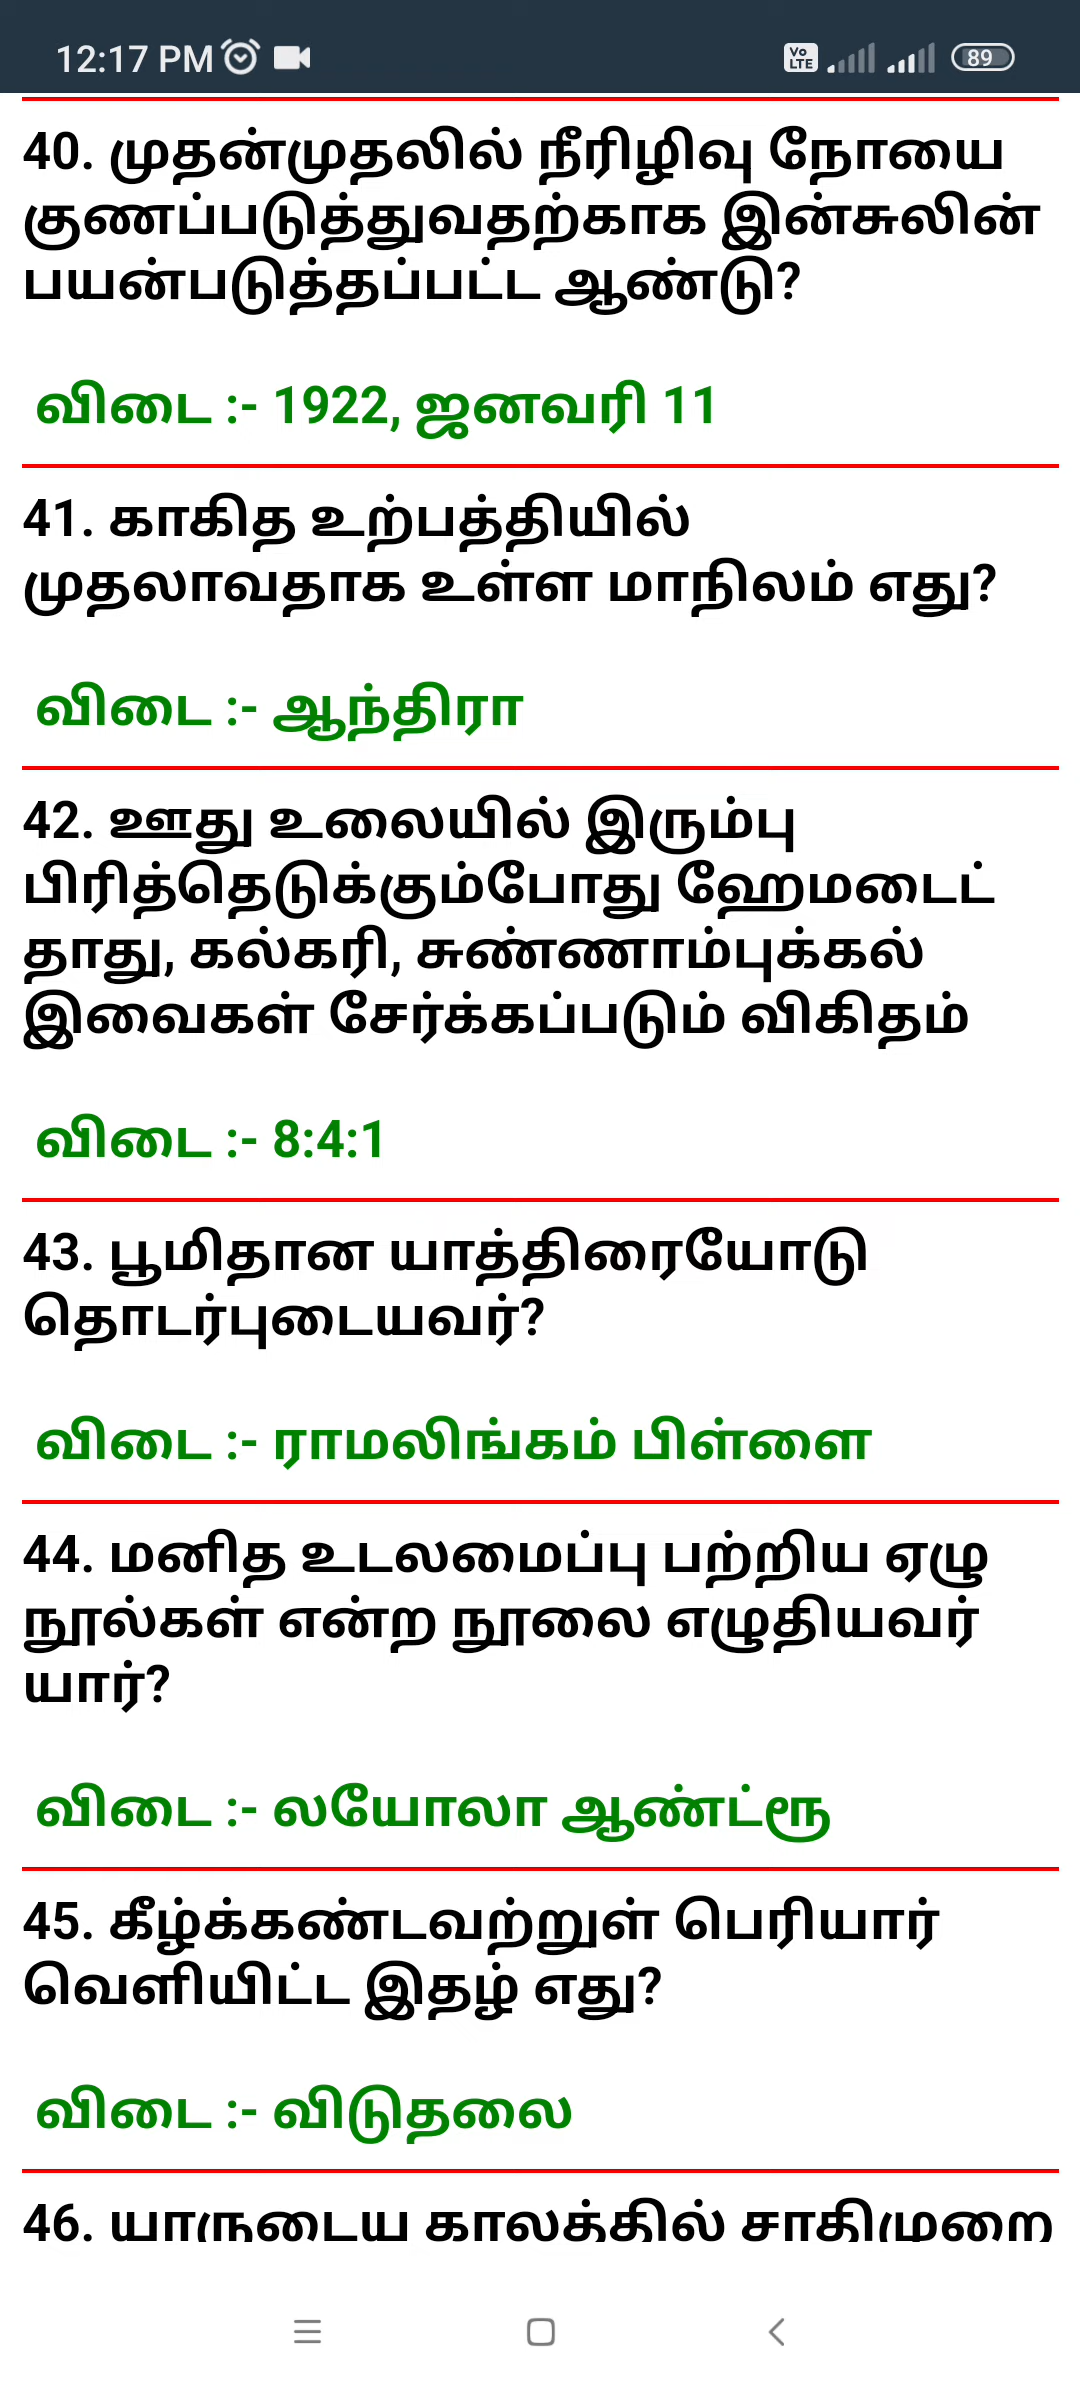 12:17 PM
Vo LTE
89
40. முதன்முதலில் நீரிழிவு நோயை
குணப்படுத்துவதற்காக இன்சுலின்
பயன்படுத்தப்பட்ட ஆண்டு?
விடை :- 1922, ஜனவரி 11
41. காகித உற்பத்தியில்
முதலாவதாக உள்ள மாநிலம் எது?
விடை :- ஆந்திரா
42. ஊது உலையில் இரும்பு
பிரித்தெடுக்கும்போது ஹேமடைட்
தாது, கல்கரி, சுண்ணாம்புக்கல்
இவைகள் சேர்க்கப்படும் விகிதம்
விடை :- 8:4:1
43. பூமிதான யாத்திரையோடு
தொடர்புடையவர்?
விடை :- ராமலிங்கம் பிள்ளை
44. மனித உடலமைப்பு பற்றிய ஏழு
நூல்கள் என்ற நூலை எழுதியவர்
யார்?
விடை :- லயோலா ஆண்ட்ரூ
45. கீழ்க்கண்டவற்றுள் பெரியார்
வெளியிட்ட இதழ் எது?
விடை :- விடுதலை
46. யாருடைய காலத்தில் சாதிமுறை